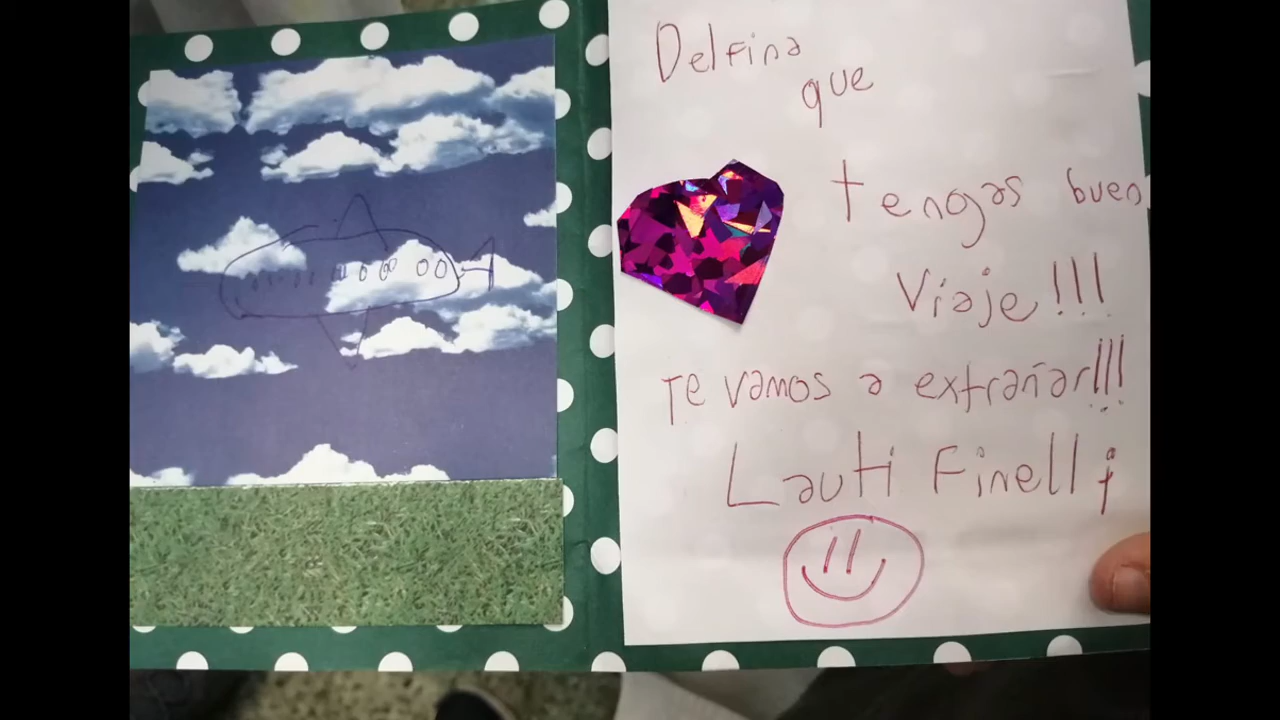 Delfina
que
tengas buen
Viaje!!!
Te vamos a extrañar!!!
Lauti Finelli